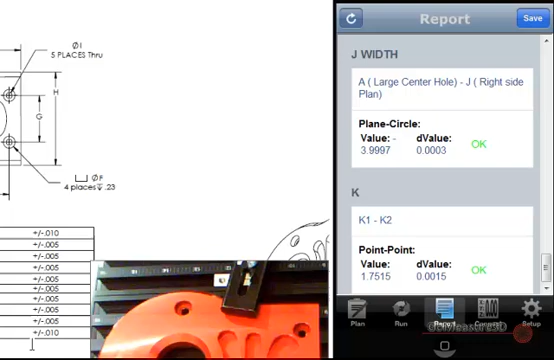 Ø I
5 PLACES Thru
H
G
Ø F
4 places .23
+/-.010
+/-.005
+/-.005
+/-.005
+/-.005
+/-.005
+/-.005
+/-.005
+/-.010
Report
Save
J WIDTH
A ( Large Center Hole) - J ( Right side
Plan)
Plane-Circle:
Value: - dValue:
3.9997 0.0003 OK
K
K1 - K2
Point-Point:
Value: dValue:
1.7515 0.0015 OK
Plan Run Report Setup